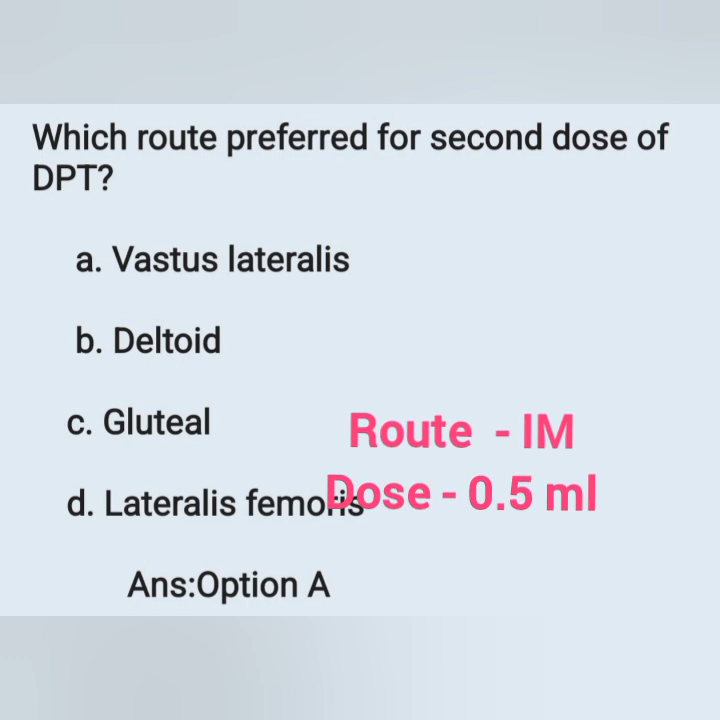 Which route preferred for second dose of
DPT?
a. Vastus lateralis
b. Deltoid
c. Gluteal
Route - IM
d. Lateralis femoris
Dose - 0.5 ml
Ans:Option A